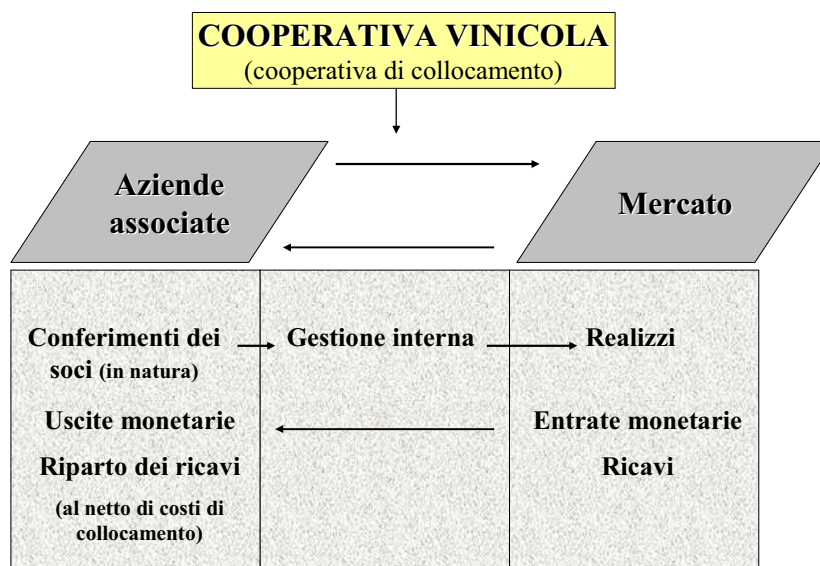 COOPERATIVA VINICOLA
(cooperativa di collocamento)
Aziende
associate
Mercato
Conferimenti dei
soci (in natura)
Gestione interna
Realizzi
Uscite monetarie
Entrate monetarie
Riparto dei ricavi
Ricavi
(al netto di costi di
collocamento)